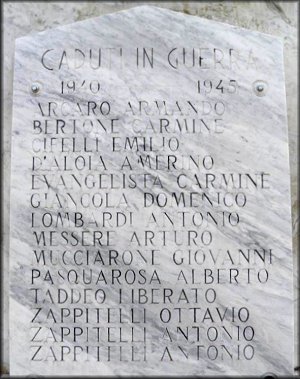 CADUTI IN GUERRA
1940 1945
ARCARO ARMANDO
BERTONE CARMINE
CIFELLI EMILIO
D'ALOIA AMERINO
EVANGELISTA CARMINE
GIANCOLA DOMENICO
LOMBARDI ANTONIO
MESSERE ARTURO
MUCCIARONE GIOVANNI
PASQUAROSA ALBERTO
TADDEO LIBERATO
ZAPPITELLI OTTAVIO
ZAPPITELLI ANTONIO
ZAPPITELLI ANTONIO